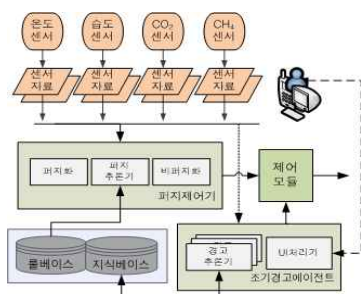 온도
센서
습도
센서
CO₂
센서
CH₄
센서
센서
자료
센서
자료
센서
자료
센서
자료
퍼지화
퍼지
추론기
비퍼지화
퍼지제어기
제어
모듈
룰베이스
지식베이스
경고
추론기
UI처리기
조기경고에이전트